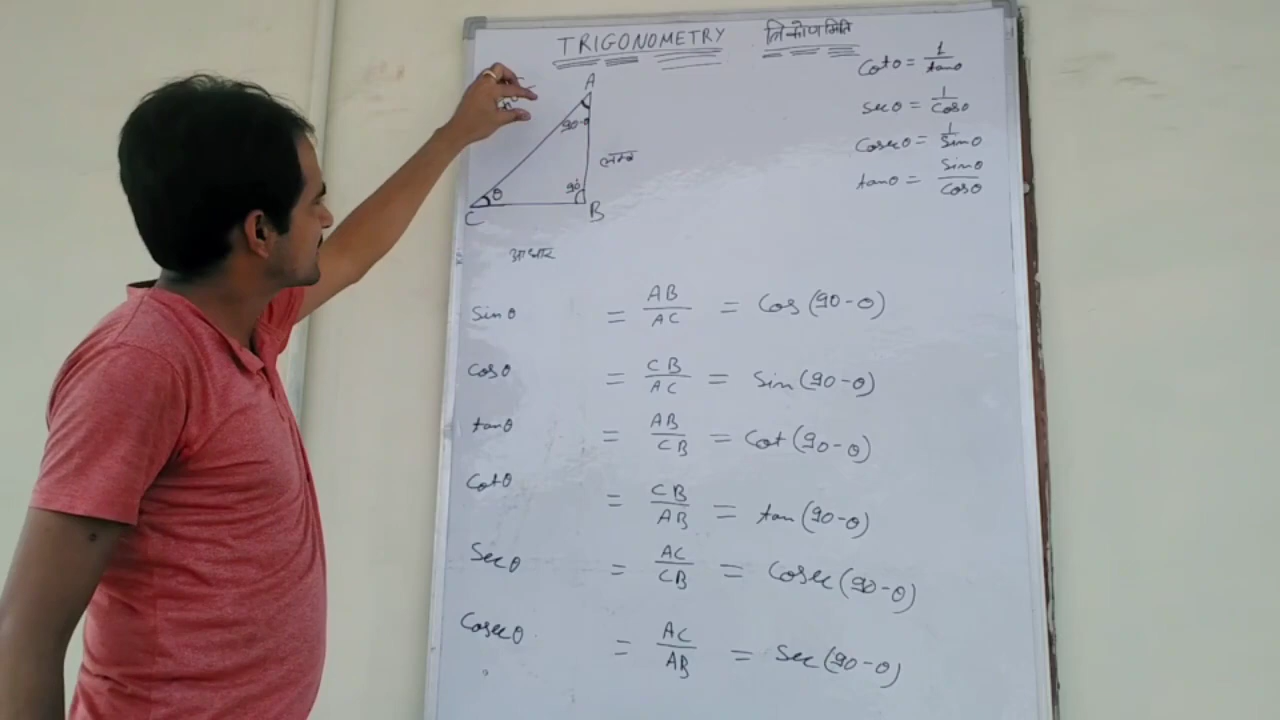 TRIGONOMETRY त्रिकोणमिति
cotθ = 1/tanθ
secθ = 1/cosθ
cosecθ = 1/sinθ
tanθ = sinθ/cosθ
A
90-θ
लम्ब
θ
90°
C
B
आधार
sinθ = AB/AC = cos(90-θ)
cosθ = CB/AC = sin(90-θ)
tanθ = AB/CB = cot(90-θ)
cotθ = CB/AB = tan(90-θ)
secθ = AC/CB = cosec(90-θ)
cosecθ = AC/AB = sec(90-θ)